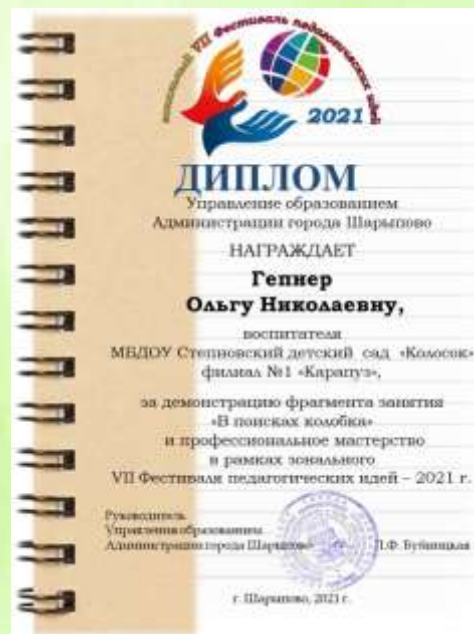 зональный VII Фестиваль педагогических идей
2021
ДИПЛОМ
Управление образованием
Администрации города Шарыпово
НАГРАЖДАЕТ
Гепнер
Ольгу Николаевну,
воспитателя
МБДОУ Степновский детский сад «Колосок»
филиал №1 «Карапуз»,
за демонстрацию фрагмента занятия
«В поисках колобка»
и профессиональное мастерство
в рамках зонального
VII Фестиваля педагогических идей – 2021 г.
Руководитель
Управления образованием
Администрации города Шарыпово Л.Ф. Буйницкая
г. Шарыпово, 2021 г.